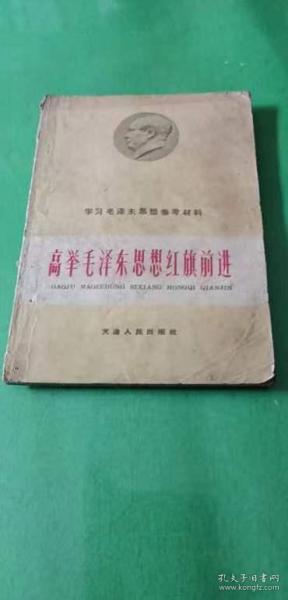 学习毛泽东思想参考材料
高举毛泽东思想红旗前进
GAOJU MAOZEDONG SIXIANG HONGQI QIANJIN
天津人民出版社
孔夫子旧书网